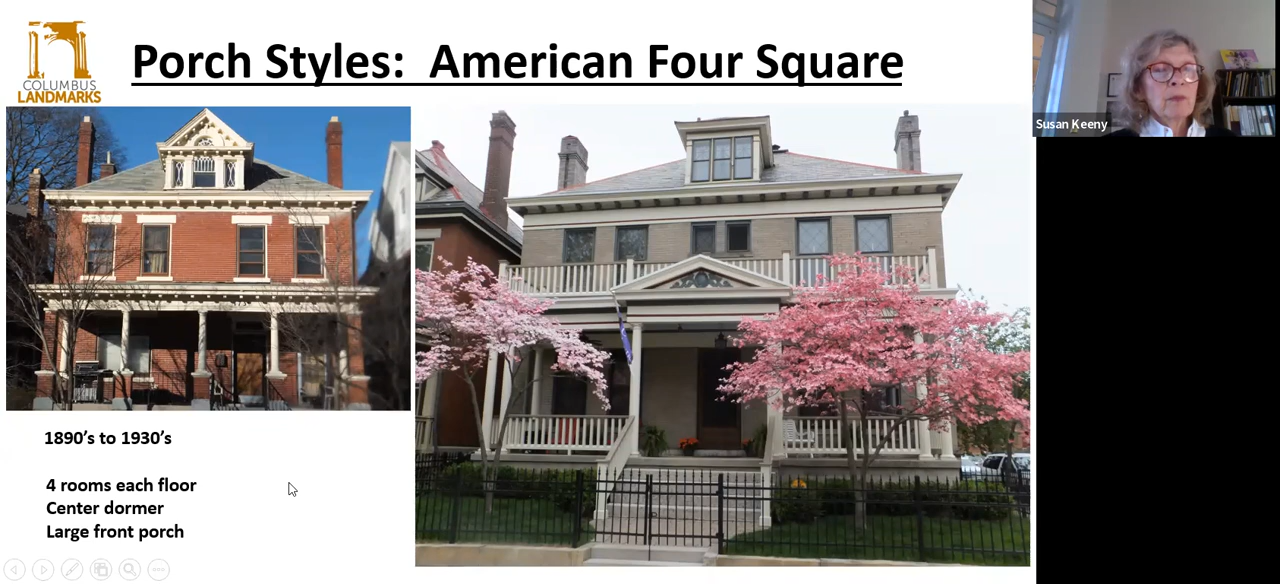 COLUMBUS
LANDMARKS
Porch Styles:  American Four Square
Susan Keeny
1890's to 1930's
4 rooms each floor
Center dormer
Large front porch